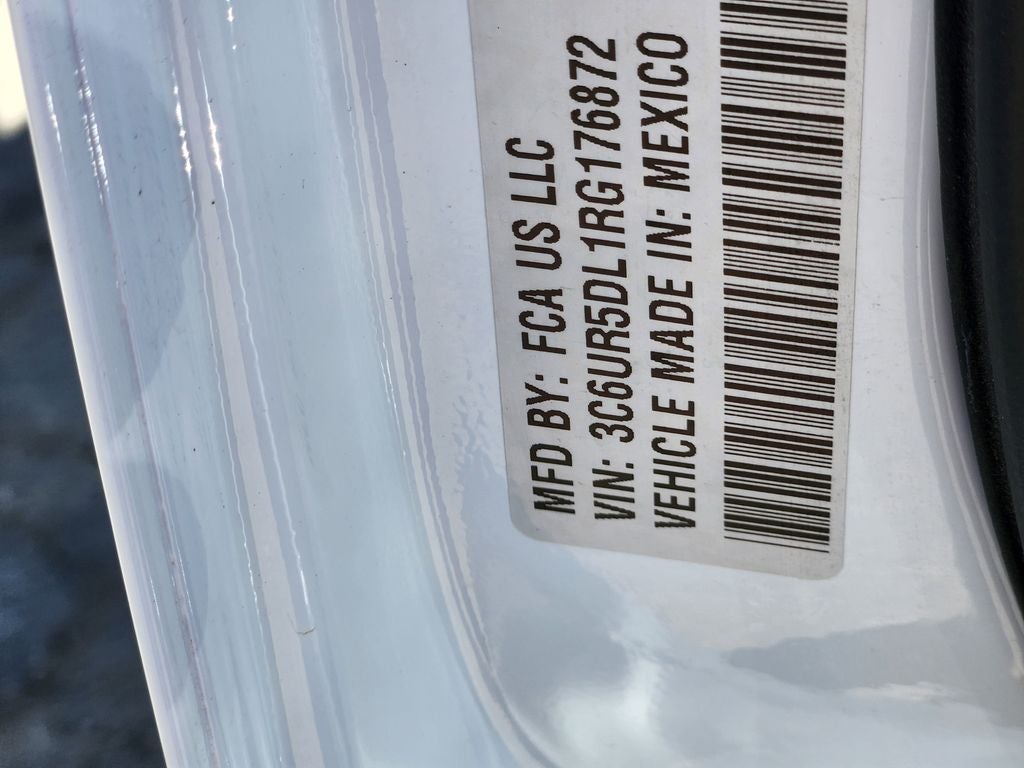 MFD BY: FCA US LLC
VIN: 3C6UR5DL1RG176872
VEHICLE MADE IN: MEXICO